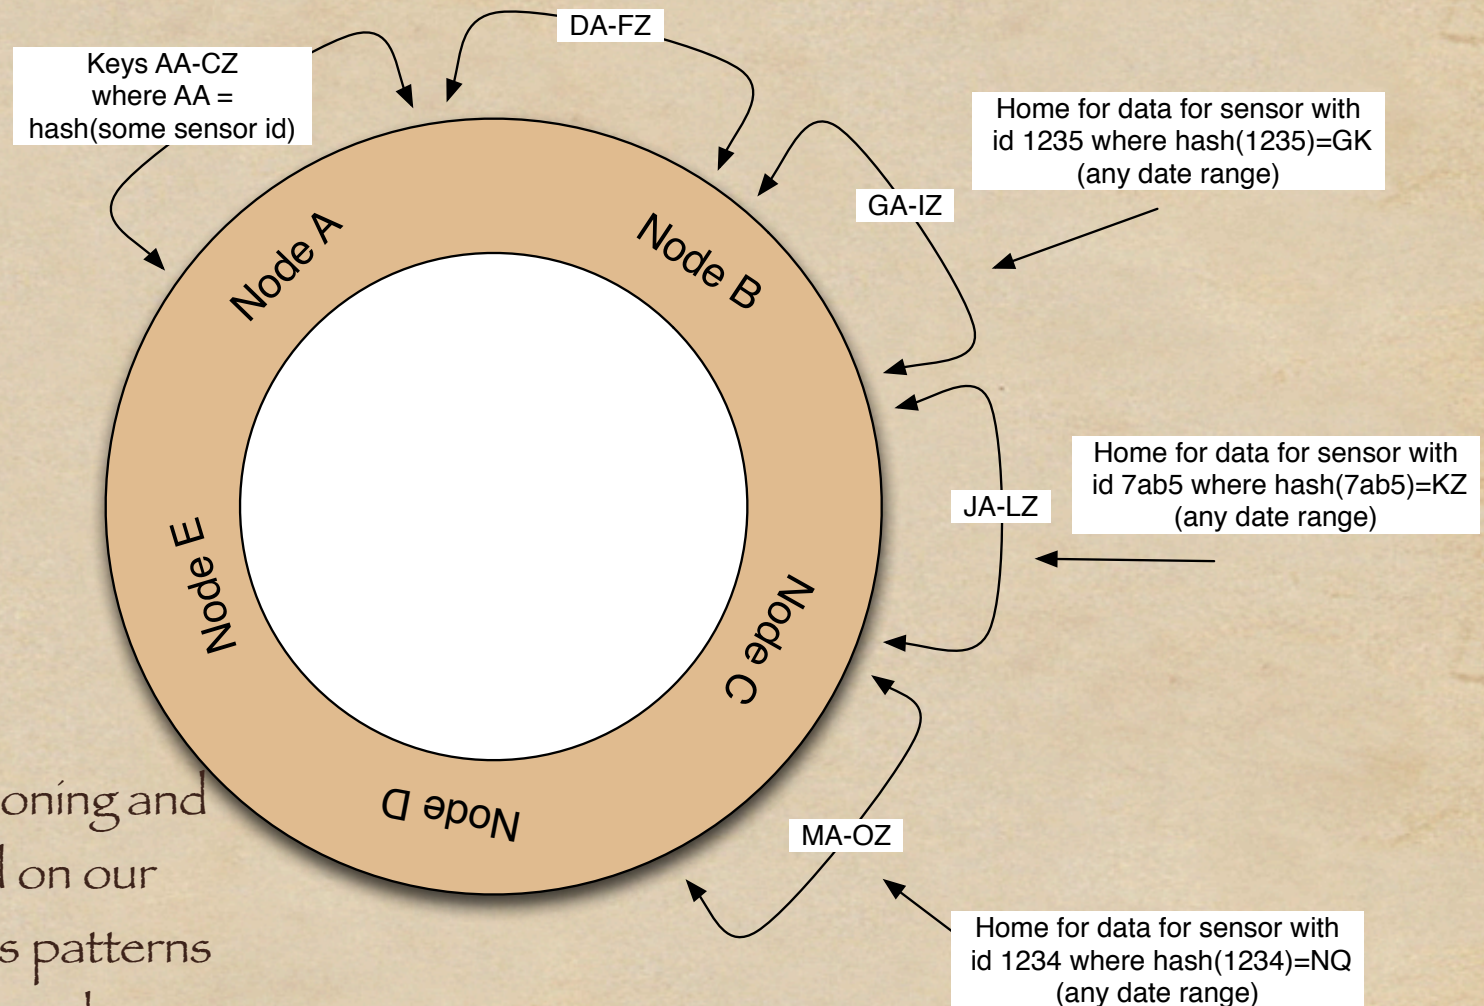 DA-FZ
Keys AA-CZ
where AA =
hash(some sensor id)
Home for data for sensor with
id 1235 where hash(1235)=GK
(any date range)
GA-IZ
Node A
Node B
Home for data for sensor with
id 7ab5 where hash(7ab5)=KZ
(any date range)
JA-LZ
Node E
Node C
oning and
Node D
MA-OZ
on our
s patterns
Home for data for sensor with
id 1234 where hash(1234)=NQ
(any date range)